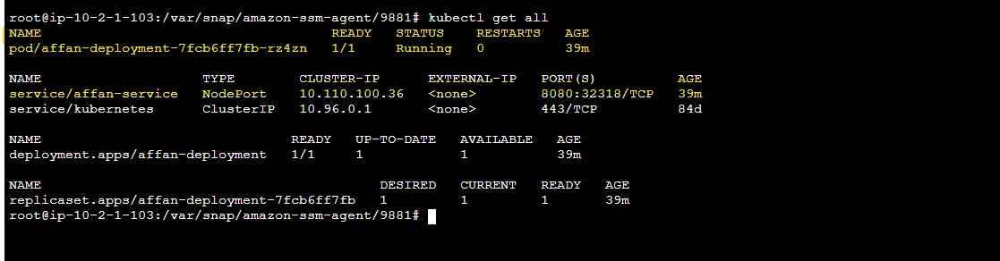 root@ip-10-2-1-103:/var/snap/amazon-ssm-agent/9881# kubectl get all
NAME READY STATUS RESTARTS AGE
pod/affan-deployment-7fcb6ff7fb-rz4zn 1/1 Running 0 39m
NAME TYPE CLUSTER-IP EXTERNAL-IP PORT(S) AGE
service/affan-service NodePort 10.110.100.36 <none> 8080:32318/TCP 39m
service/kubernetes ClusterIP 10.96.0.1 <none> 443/TCP 84d
NAME READY UP-TO-DATE AVAILABLE AGE
deployment.apps/affan-deployment 1/1 1 1 39m
NAME DESIRED CURRENT READY AGE
replicaset.apps/affan-deployment-7fcb6ff7fb 1 1 1 39m
root@ip-10-2-1-103:/var/snap/amazon-ssm-agent/9881#